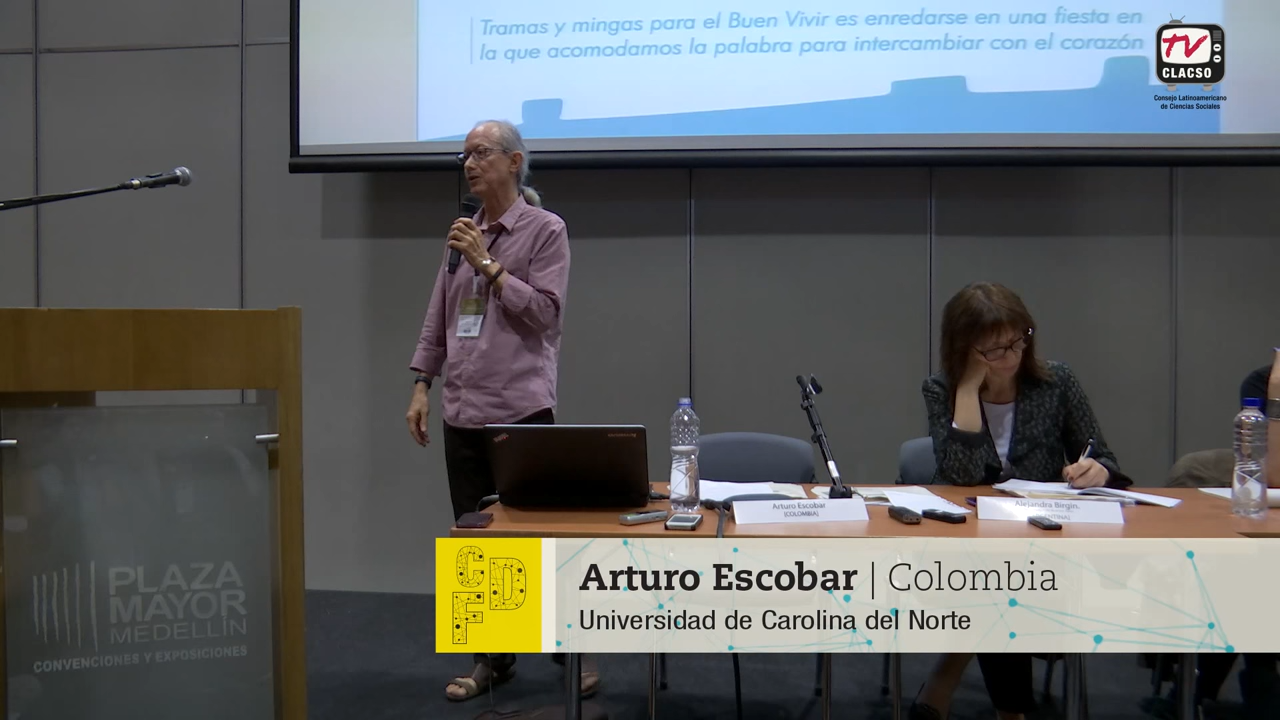 Tramas y mingas para el Buen Vivir es enredarse en una fiesta en
la que acomodamos la palabra para intercambiar con el corazón
TV
CLACSO
Consejo Latinoamericano
de Ciencias Sociales
Arturo Escobar
[COLOMBIA]
Alejandra Birgin.
CDF
Arturo Escobar | Colombia
Universidad de Carolina del Norte
PLAZA
MAYOR
MEDELLÍN
CONVENCIONES Y EXPOSICIONES